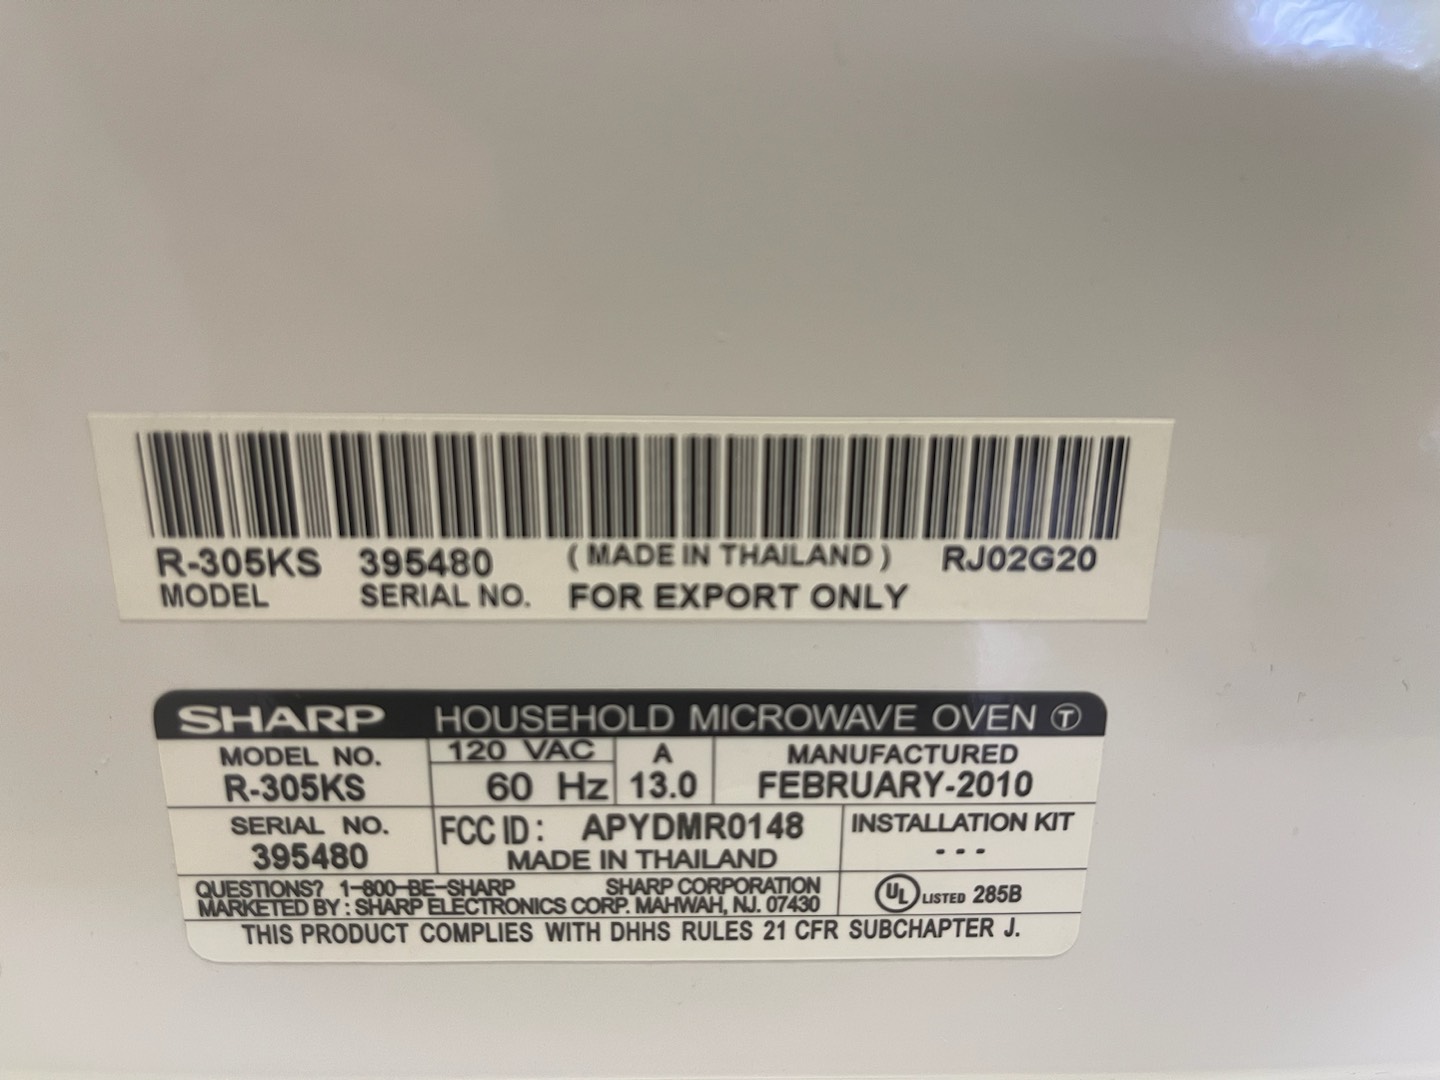 R-305KS 395480 ( MADE IN THAILAND ) RJ02G20
MODEL SERIAL NO. FOR EXPORT ONLY
SHARP HOUSEHOLD MICROWAVE OVEN T
MODEL NO. 120 VAC A MANUFACTURED
R-305KS 60 Hz 13.0 FEBRUARY-2010
SERIAL NO. FCC ID : APYDMR0148 INSTALLATION KIT
395480 MADE IN THAILAND - - -
QUESTIONS? 1-800-BE-SHARP SHARP CORPORATION
MARKETED BY : SHARP ELECTRONICS CORP. MAHWAH, NJ. 07430 UL LISTED 285B
THIS PRODUCT COMPLIES WITH DHHS RULES 21 CFR SUBCHAPTER J.